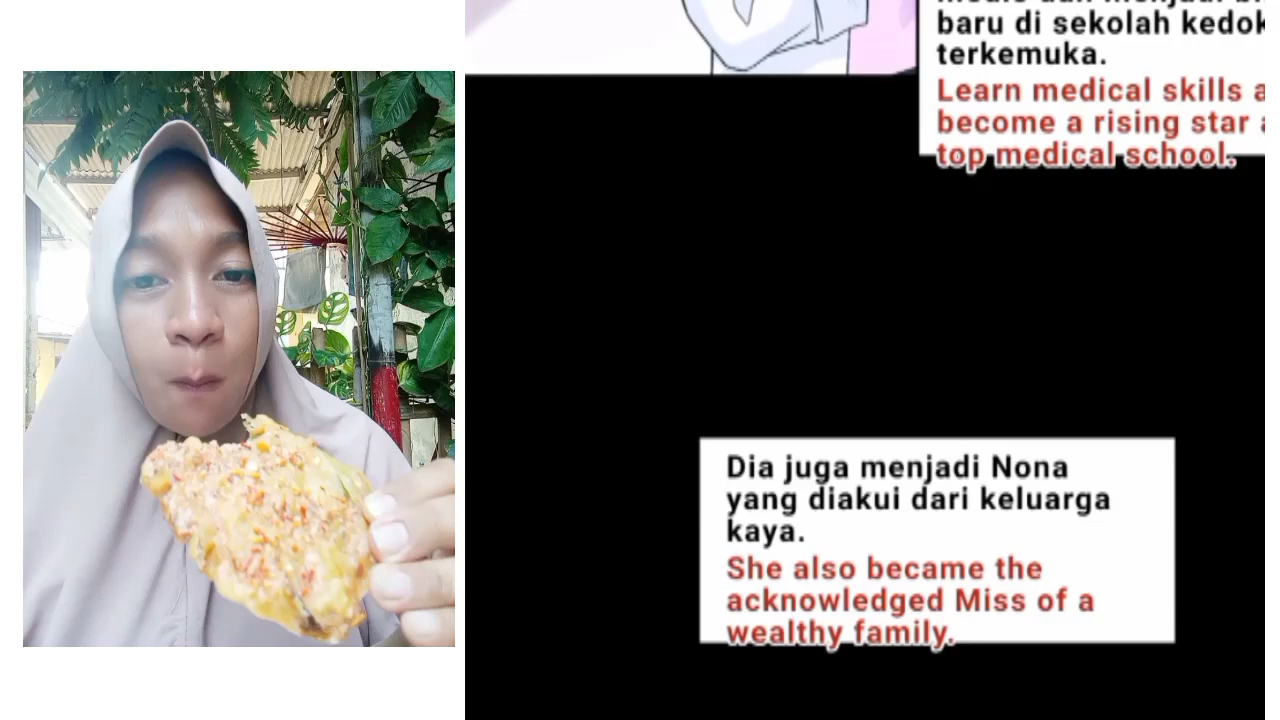 baru di sekolah
terkemuka.
Learn medical skills
become a rising star
top medical school.
Dia juga menjadi Nona
yang diakui dari keluarga
kaya.
She also became the
acknowledged Miss of a
wealthy family.